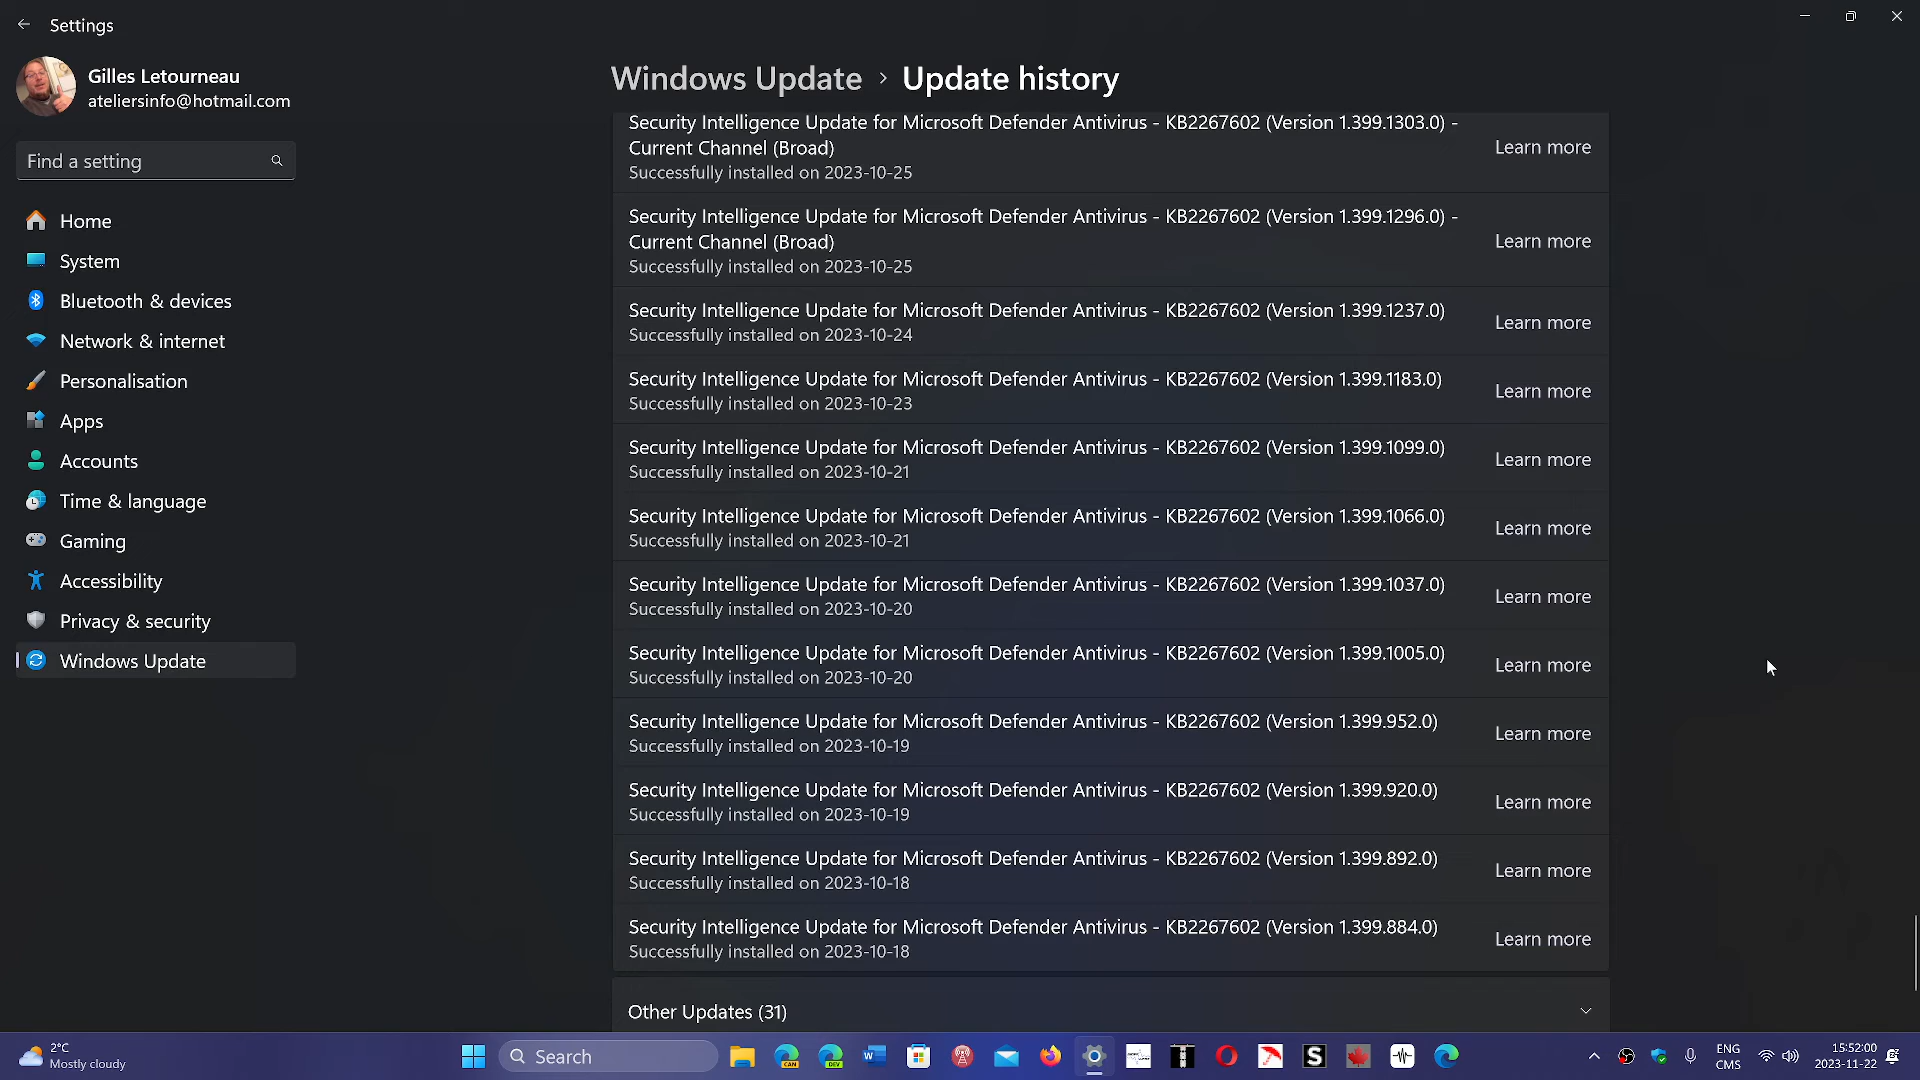 Settings
Gilles Letourneau
ateliersinfo@hotmail.com
Find a setting
Home
System
Bluetooth & devices
Network & internet
Personalisation
Apps
Accounts
Time & language
Gaming
Accessibility
Privacy & security
Windows Update
Windows Update > Update history
Security Intelligence Update for Microsoft Defender Antivirus - KB2267602 (Version 1.399.1303.0) -
Current Channel (Broad)
Successfully installed on 2023-10-25
Learn more
Security Intelligence Update for Microsoft Defender Antivirus - KB2267602 (Version 1.399.1296.0) -
Current Channel (Broad)
Successfully installed on 2023-10-25
Learn more
Security Intelligence Update for Microsoft Defender Antivirus - KB2267602 (Version 1.399.1237.0)
Successfully installed on 2023-10-24
Learn more
Security Intelligence Update for Microsoft Defender Antivirus - KB2267602 (Version 1.399.1183.0)
Successfully installed on 2023-10-23
Learn more
Security Intelligence Update for Microsoft Defender Antivirus - KB2267602 (Version 1.399.1099.0)
Successfully installed on 2023-10-21
Learn more
Security Intelligence Update for Microsoft Defender Antivirus - KB2267602 (Version 1.399.1066.0)
Successfully installed on 2023-10-21
Learn more
Security Intelligence Update for Microsoft Defender Antivirus - KB2267602 (Version 1.399.1037.0)
Successfully installed on 2023-10-20
Learn more
Security Intelligence Update for Microsoft Defender Antivirus - KB2267602 (Version 1.399.1005.0)
Successfully installed on 2023-10-20
Learn more
Security Intelligence Update for Microsoft Defender Antivirus - KB2267602 (Version 1.399.952.0)
Successfully installed on 2023-10-19
Learn more
Security Intelligence Update for Microsoft Defender Antivirus - KB2267602 (Version 1.399.920.0)
Successfully installed on 2023-10-19
Learn more
Security Intelligence Update for Microsoft Defender Antivirus - KB2267602 (Version 1.399.892.0)
Successfully installed on 2023-10-18
Learn more
Security Intelligence Update for Microsoft Defender Antivirus - KB2267602 (Version 1.399.884.0)
Successfully installed on 2023-10-18
Learn more
Other Updates (31)
2°C
Mostly cloudy
Search
CAN
DEV
W
S
ENG
CMS
15:52:00
2023-11-22